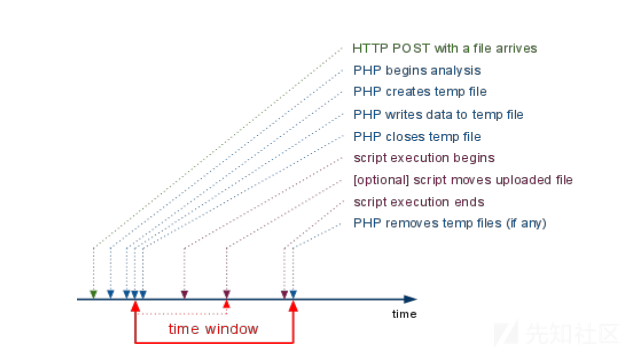 HTTP POST with a file arrives
PHP begins analysis
PHP creates temp file
PHP writes data to temp file
PHP closes temp file
script execution begins
[optional] script moves uploaded file
script execution ends
PHP removes temp files (if any)
time
time window
先知社区